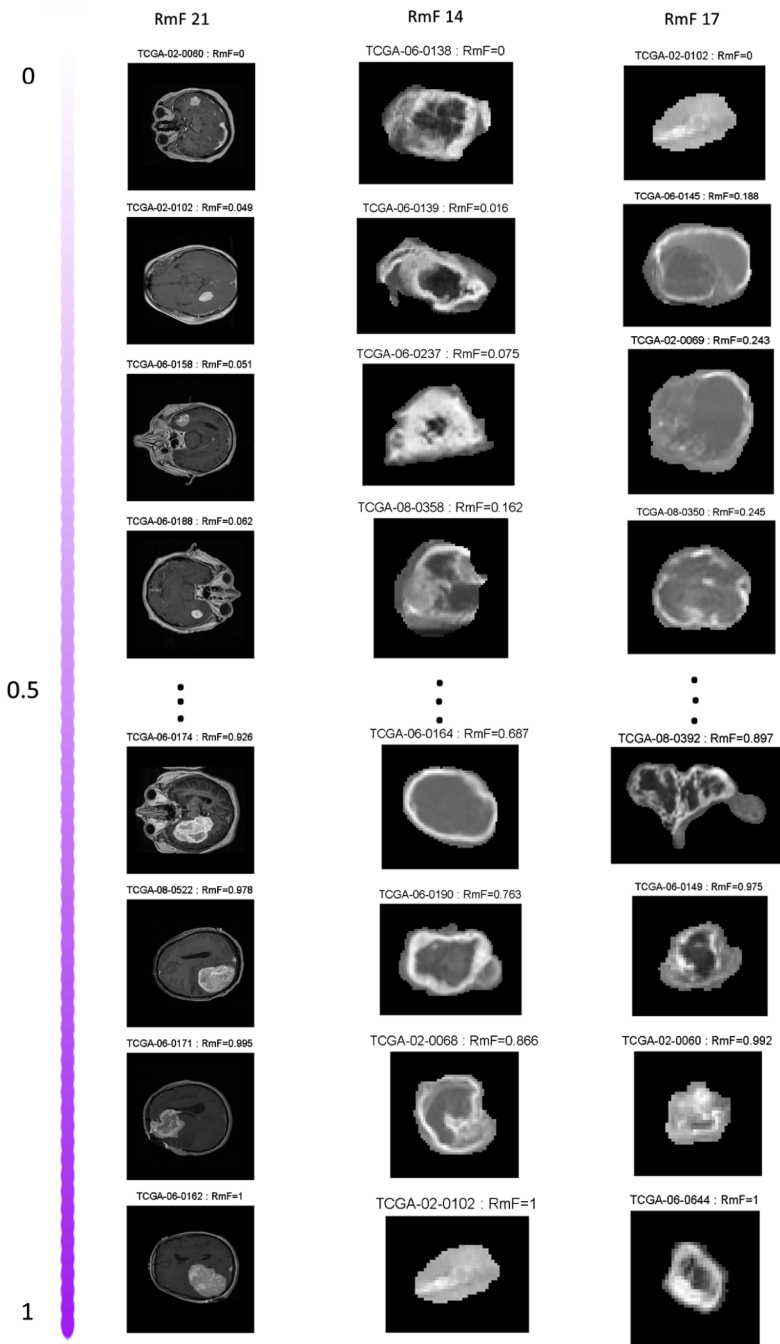 RmF 21
RmF 14
RmF 17
0
0.5
1
TCGA-02-0060 : RmF=0
TCGA-02-0102 : RmF=0.049
TCGA-06-0158 : RmF=0.051
TCGA-06-0188 : RmF=0.062
TCGA-06-0174 : RmF=0.926
TCGA-08-0522 : RmF=0.978
TCGA-06-0171 : RmF=0.995
TCGA-06-0162 : RmF=1
TCGA-06-0138 : RmF=0
TCGA-06-0139 : RmF=0.016
TCGA-06-0237 : RmF=0.075
TCGA-08-0358 : RmF=0.162
TCGA-06-0164 : RmF=0.687
TCGA-06-0190 : RmF=0.763
TCGA-02-0068 : RmF=0.866
TCGA-02-0102 : RmF=1
TCGA-02-0102 : RmF=0
TCGA-06-0145 : RmF=0.188
TCGA-02-0069 : RmF=0.243
TCGA-08-0350 : RmF=0.245
TCGA-08-0392 : RmF=0.897
TCGA-06-0149 : RmF=0.975
TCGA-02-0060 : RmF=0.992
TCGA-06-0644 : RmF=1